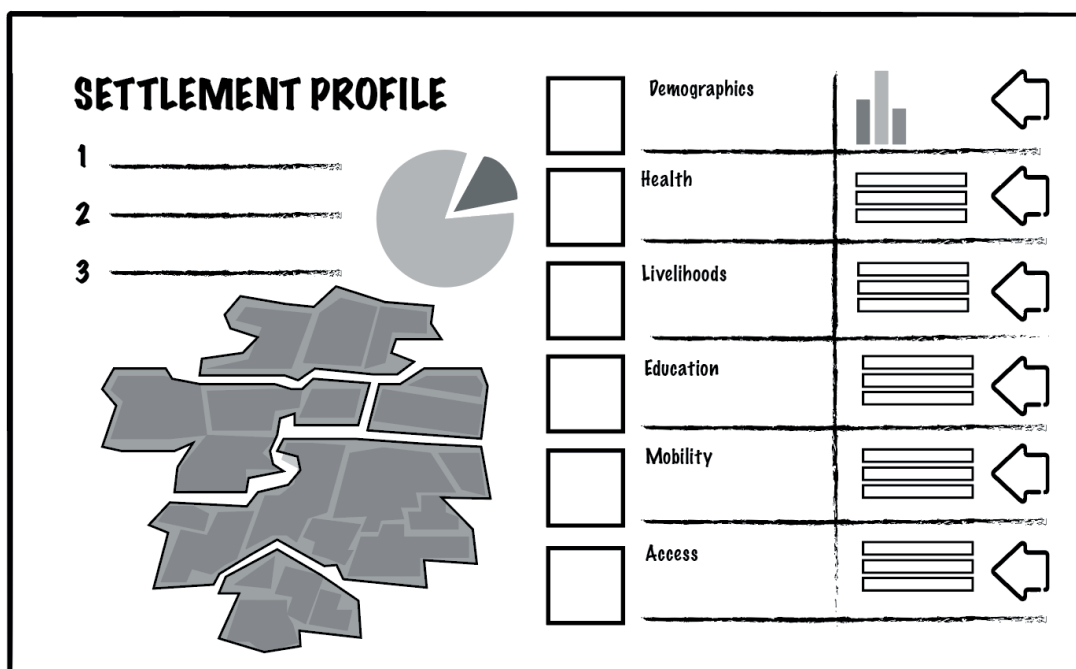 SETTLEMENT PROFILE
1
2
3
Demographics
Health
Livelihoods
Education
Mobility
Access